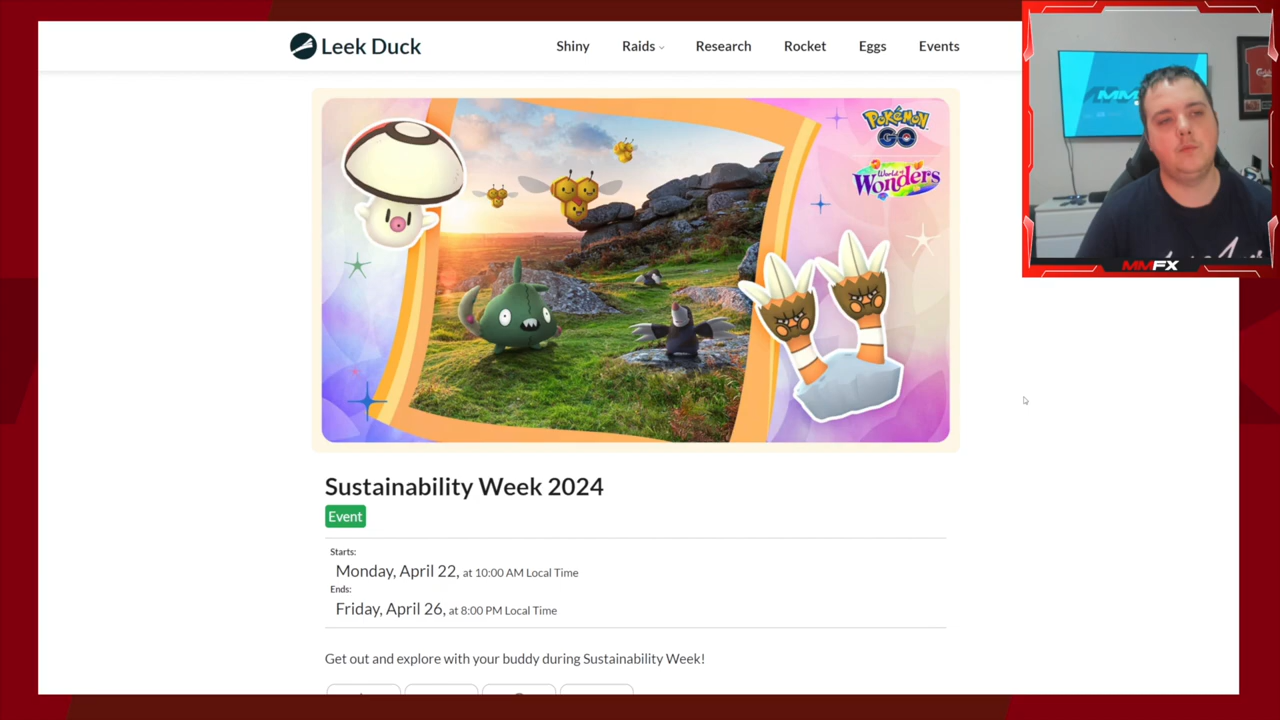 Leek Duck
Shiny
Raids
Research
Rocket
Eggs
Events
POKÉMON
GO
World of
Wonders
MMFX
Sustainability Week 2024
Event
Starts:
Monday, April 22, at 10:00 AM Local Time
Ends:
Friday, April 26, at 8:00 PM Local Time
Get out and explore with your buddy during Sustainability Week!